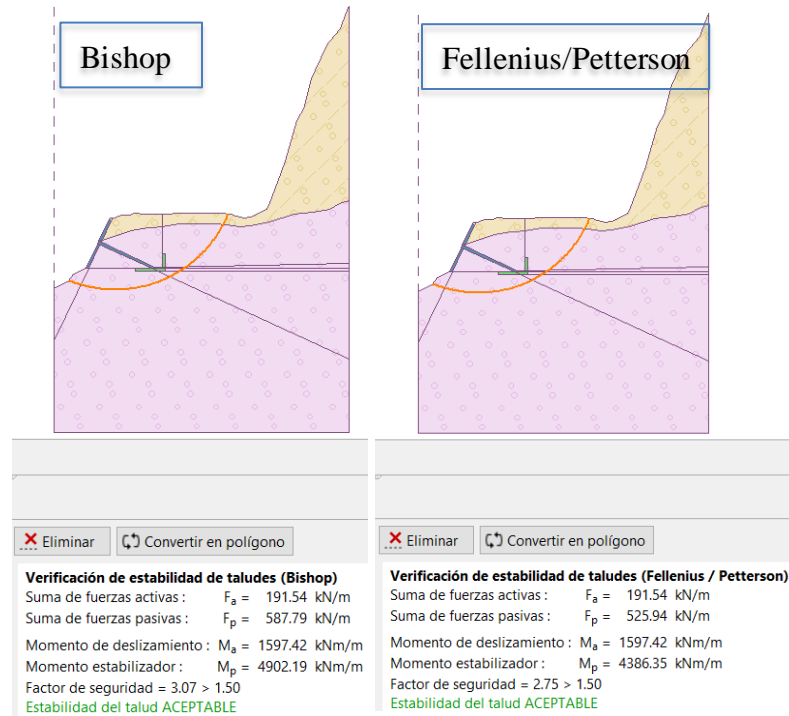 Bishop
Eliminar
Convertir en polígono
Verificación de estabilidad de taludes (Bishop)
Suma de fuerzas activas : Fa = 191.54 kN/m
Suma de fuerzas pasivas : Fp = 587.79 kN/m
Momento de deslizamiento : Ma = 1597.42 kNm/m
Momento estabilizador : Mp = 4902.19 kNm/m
Factor de seguridad = 3.07 > 1.50
Estabilidad del talud ACEPTABLE
Fellenius/Petterson
Eliminar
Convertir en polígono
Verificación de estabilidad de taludes (Fellenius / Petterson)
Suma de fuerzas activas : Fa = 191.54 kN/m
Suma de fuerzas pasivas : Fp = 525.94 kN/m
Momento de deslizamiento : Ma = 1597.42 kNm/m
Momento estabilizador : Mp = 4386.35 kNm/m
Factor de seguridad = 2.75 > 1.50
Estabilidad del talud ACEPTABLE